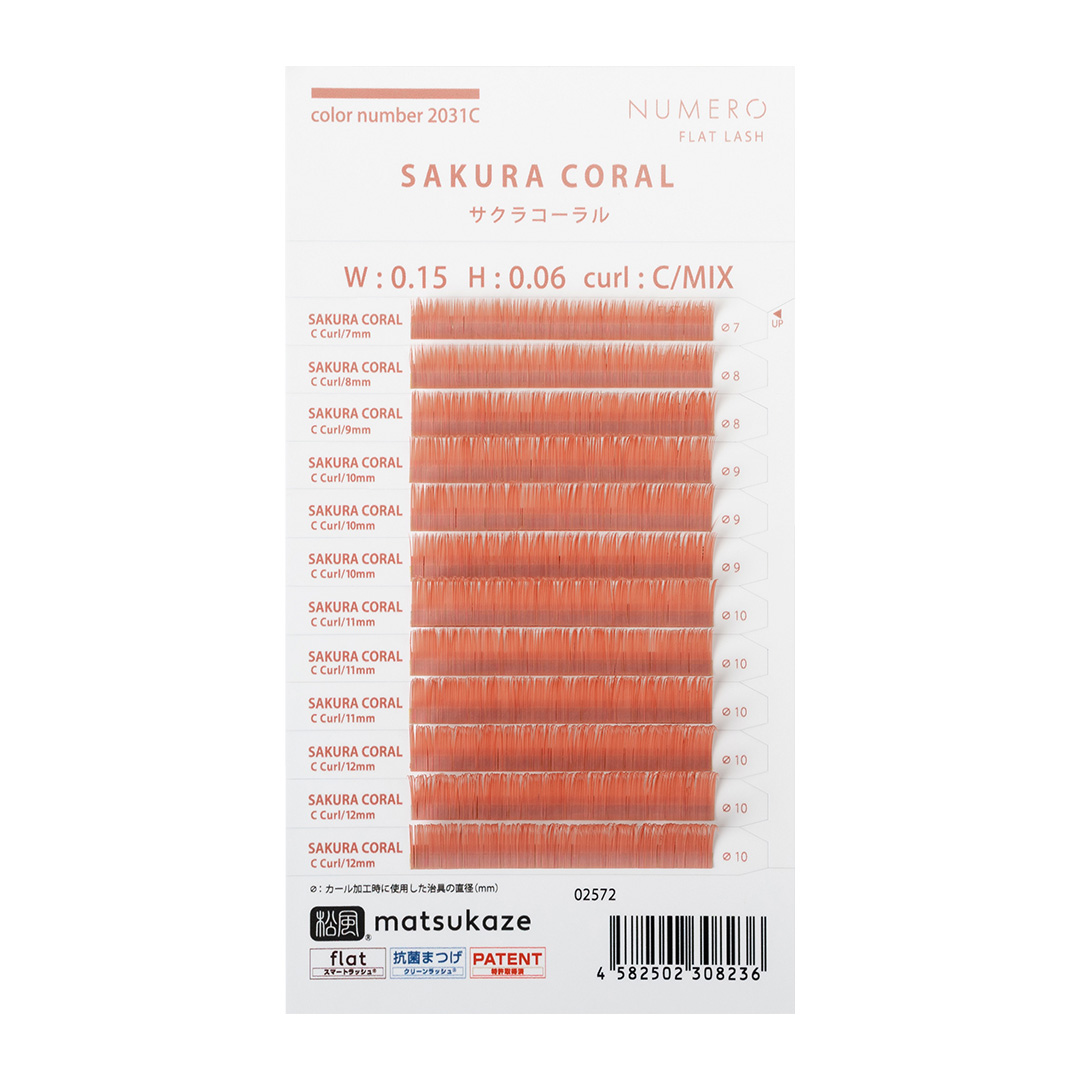 color number 2031C
NUMERO
FLAT LASH
SAKURA CORAL
サクラコーラル
W : 0.15 H : 0.06 curl : C/MIX
SAKURA CORAL
C Curl/7mm
⌀ 7
UP
SAKURA CORAL
C Curl/8mm
⌀ 8
SAKURA CORAL
C Curl/9mm
⌀ 8
SAKURA CORAL
C Curl/10mm
⌀ 9
SAKURA CORAL
C Curl/10mm
⌀ 9
SAKURA CORAL
C Curl/10mm
⌀ 9
SAKURA CORAL
C Curl/11mm
⌀ 10
SAKURA CORAL
C Curl/11mm
⌀ 10
SAKURA CORAL
C Curl/11mm
⌀ 10
SAKURA CORAL
C Curl/12mm
⌀ 10
SAKURA CORAL
C Curl/12mm
⌀ 10
SAKURA CORAL
C Curl/12mm
⌀ 10
⌀：カール加工時に使用した治具の直径(mm)
02572
松風® matsukaze
flat
スマートラッシュ®
抗菌まつげ
クリーンラッシュ®
PATENT
特許取得済
4 582502 308236